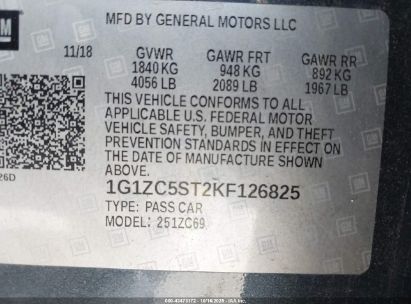 GM
MFD BY GENERAL MOTORS LLC
11/18 GVWR GAWR FRT GAWR RR
1840 KG 948 KG 892 KG
4056 LB 2089 LB 1967 LB
THIS VEHICLE CONFORMS TO ALL
APPLICABLE U.S. FEDERAL MOTOR
VEHICLE SAFETY, BUMPER, AND THEFT
PREVENTION STANDARDS IN EFFECT ON
THE DATE OF MANUFACTURE SHOWN
ABOVE.
26D
1G1ZC5ST2KF126825
TYPE: PASS CAR
MODEL: 251ZC69